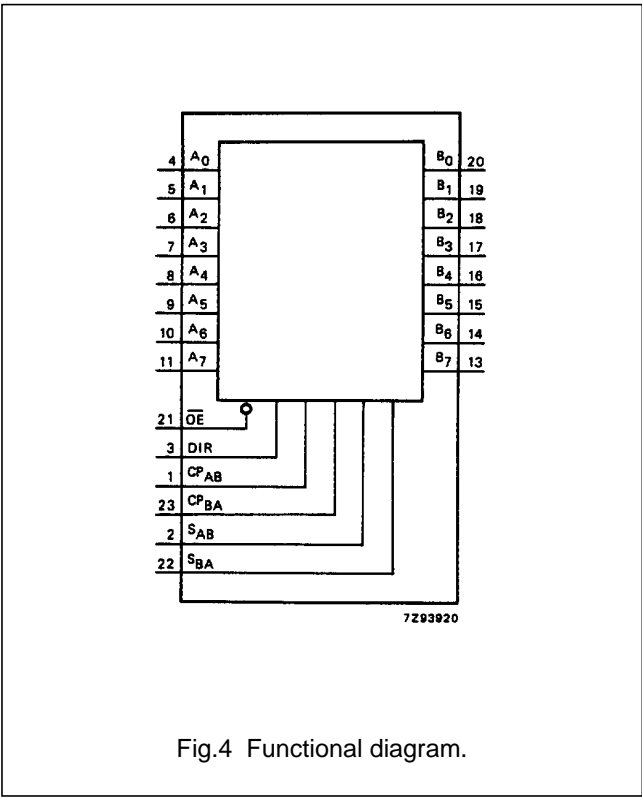 4 A0 B0 20
5 A1 B1 19
6 A2 B2 18
7 A3 B3 17
8 A4 B4 16
9 A5 B5 15
10 A6 B6 14
11 A7 B7 13
21 O̅E̅
3 DIR
1 CPAB
23 CPBA
2 SAB
22 SBA
7Z93920
Fig.4 Functional diagram.